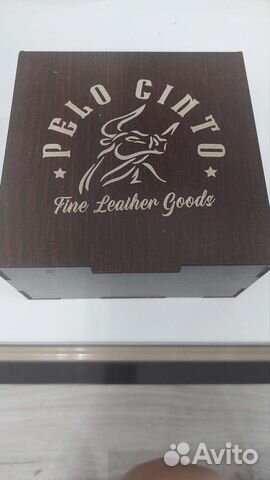 PELO CINTO
Fine Leather Goods
Avito